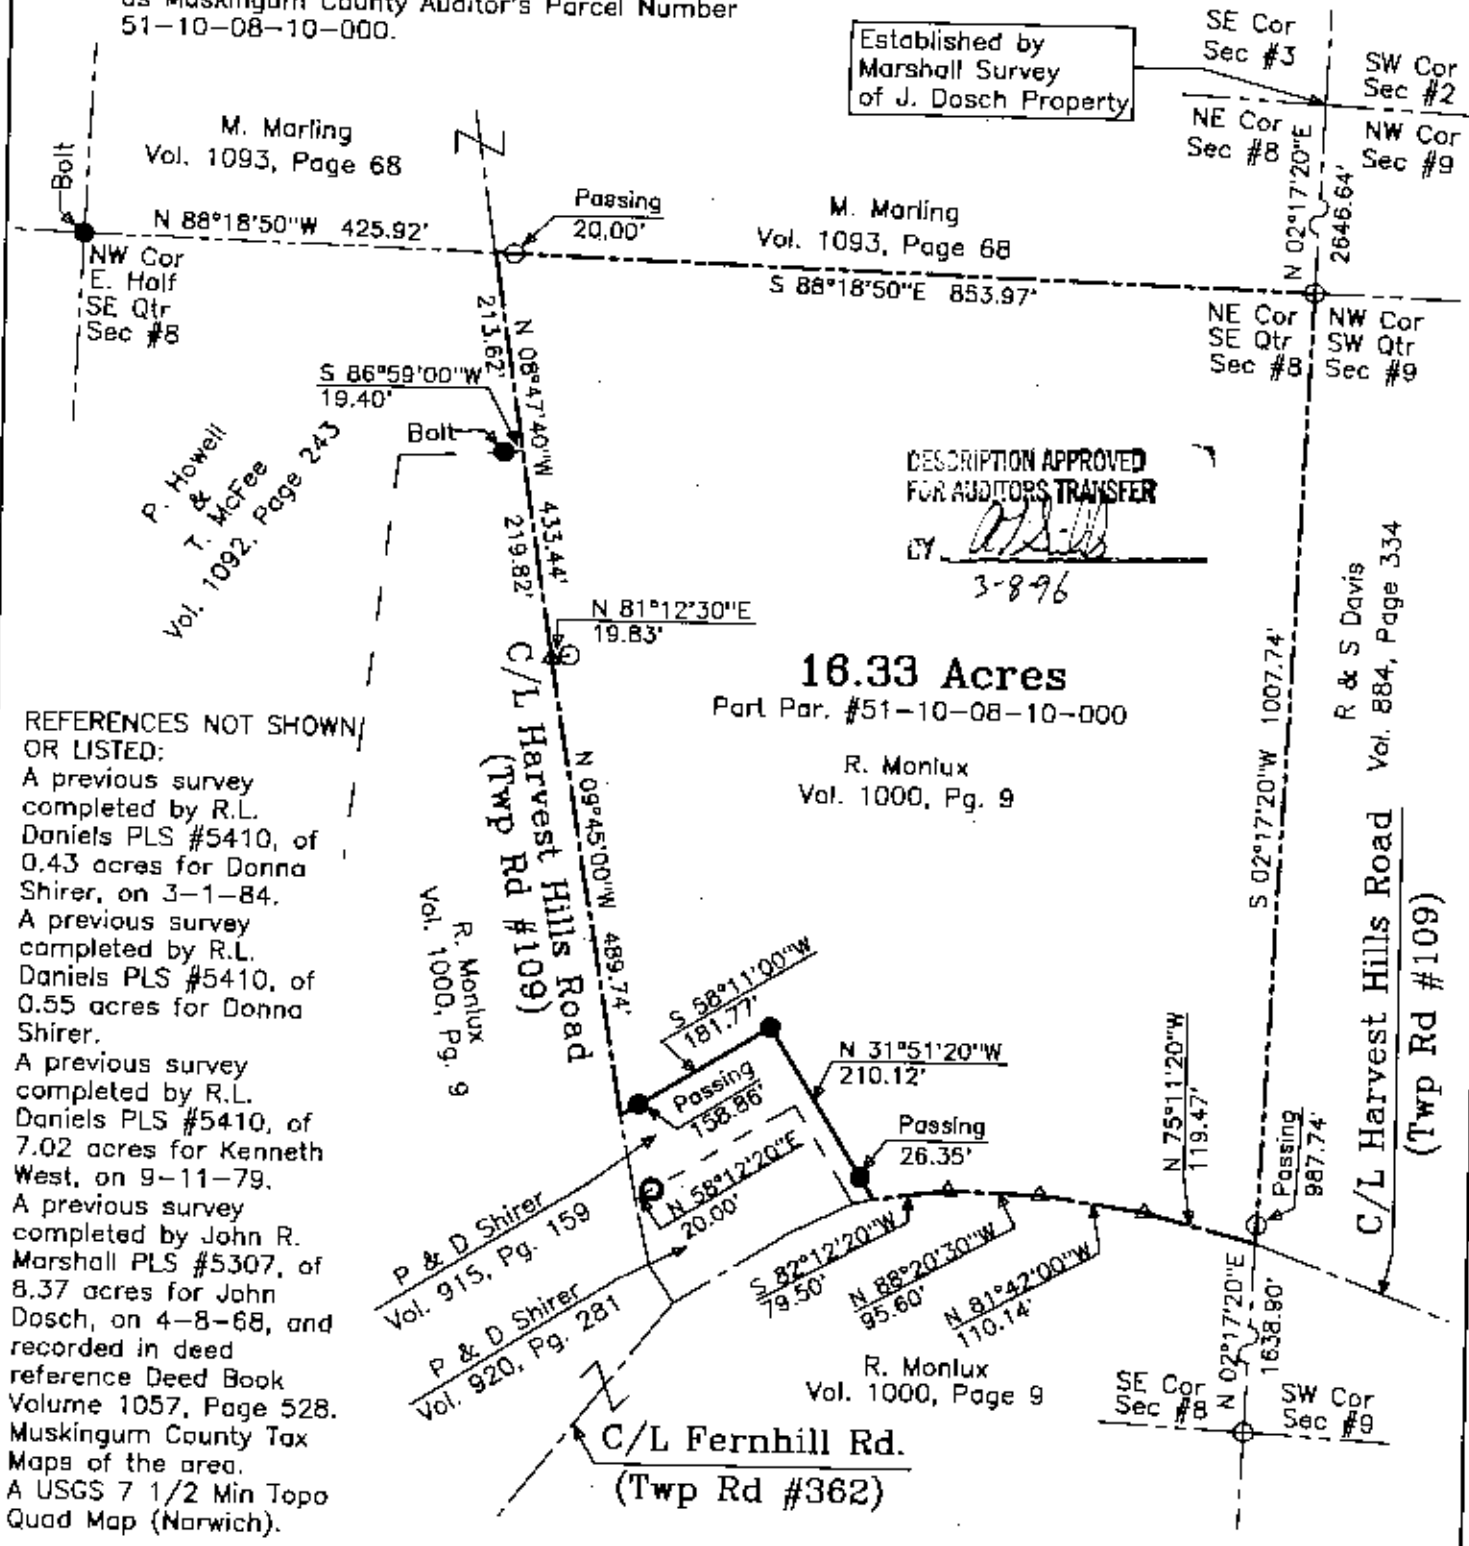 as Muskingum County Auditor's Parcel Number
51-10-08-10-000.
Established by
Marshall Survey
of J. Dosch Property
SE Cor
Sec #3
SW Cor
Sec #2
NE Cor
Sec #8
NW Cor
Sec #9
N 02°17'20"E
2646.64'
M. Marling
Vol. 1093, Page 68
Bolt
N 88°18'50"W 425.92'
Passing
20.00'
M. Marling
Vol. 1093, Page 68
S 88°18'50"E 853.97'
NW Cor
E. Half
SE Qtr
Sec #8
NE Cor
SE Qtr
Sec #8
NW Cor
SW Qtr
Sec #9
213.62'
N 08°47'40"W 433.44'
S 86°59'00"W
19.40'
Bolt
219.82'
P. Howell
&
T. McFee
Vol. 1092, Page 243
DESCRIPTION APPROVED
FOR AUDITORS TRANSFER
BY
3-8-96
N 81°12'30"E
19.83'
16.33 Acres
Part Par. #51-10-08-10-000
R. Monlux
Vol. 1000, Pg. 9
S 02°17'20"W 1007.74'
R & S Davis
Vol. 884, Page 334
C/L Harvest Hills Road
(Twp Rd #109)
C/L Harvest Hills Road
(Twp Rd #109)
N 09°45'00"W 489.74'
R. Monlux
Vol. 1000, Pg. 9
REFERENCES NOT SHOWN
OR LISTED:
A previous survey
completed by R.L.
Daniels PLS #5410, of
0.43 acres for Donna
Shirer, on 3-1-84.
A previous survey
completed by R.L.
Daniels PLS #5410, of
0.55 acres for Donna
Shirer.
A previous survey
completed by R.L.
Daniels PLS #5410, of
7.02 acres for Kenneth
West, on 9-11-79.
A previous survey
completed by John R.
Marshall PLS #5307, of
8.37 acres for John
Dosch, on 4-8-68, and
recorded in deed
reference Deed Book
Volume 1057, Page 528.
Muskingum County Tax
Maps of the area.
A USGS 7 1/2 Min Topo
Quad Map (Norwich).
S 58°11'00"W
181.77'
Passing
158.86'
N 31°51'20"W
210.12'
Passing
26.35'
N 58°12'20"E
20.00'
P & D Shirer
Vol. 915, Pg. 159
P & D Shirer
Vol. 920, Pg. 281
S 82°12'20"W
79.50'
N 88°20'30"W
95.60'
N 81°42'00"W
110.14'
N 75°11'20"W
119.47'
Passing
987.74'
R. Monlux
Vol. 1000, Page 9
N 02°17'20"E
1638.90'
SE Cor
Sec #8
SW Cor
Sec #9
C/L Fernhill Rd.
(Twp Rd #362)